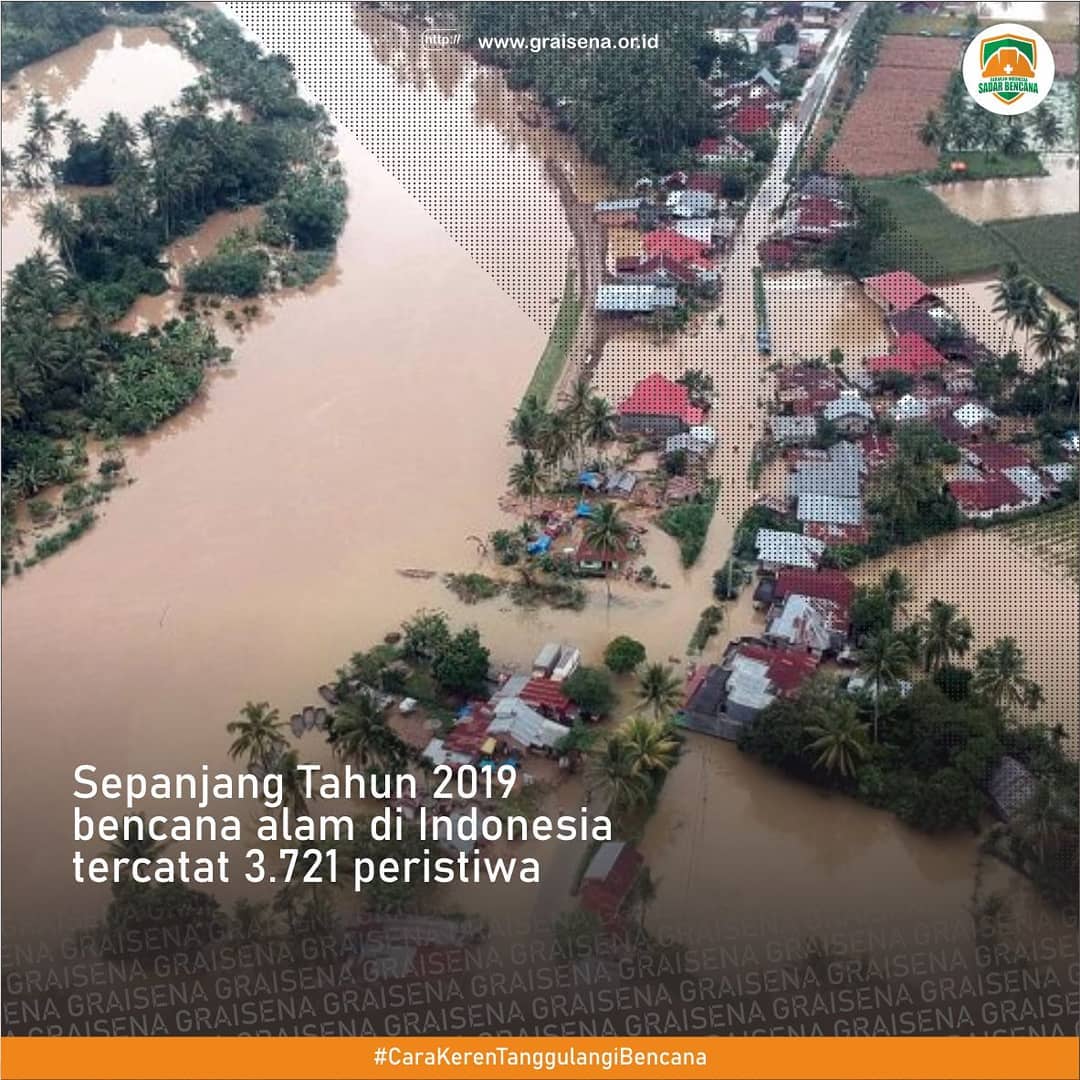 http://
www.graisena.or.id
GERAKAN INDONESIA
SADAR BENCANA
Sepanjang Tahun 2019
bencana alam di Indonesia
tercatat 3.721 peristiwa
GRAISENA GRAISENA GRAISENA GRAISENA GRAISENA GRAISENA
#CaraKerenTanggulangiBencana